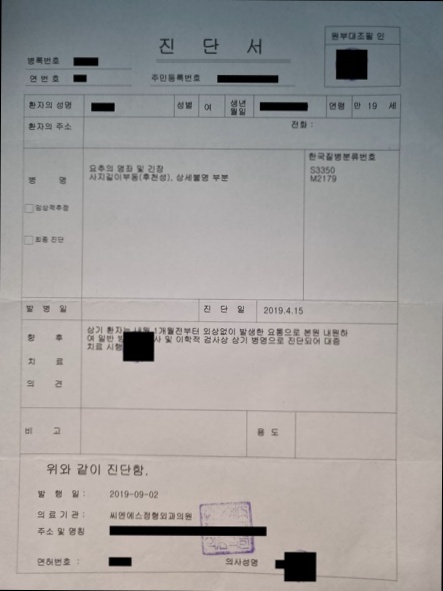 원부대조필 인
진 단 서
병록번호
연 번 호 주민등록번호
환자의 성명 성별 여 생년월일 연령 만 19 세
환자의 주소 전화 :
병 명 한국질병분류번호
요추의 염좌 및 긴장 S3350
사지길이부동(후천성), 상세불명 부분 M2179
임상적추정
최종 진단
발 병 일 진 단 일 2019.4.15
향 후 치 료 의 견
상기 환자는 내원 1개월전부터 외상없이 발생한 요통으로 본원 내원하
여 일반 및 이학적 검사상 상기 병명으로 진단되어 대증
치료 시행
비 고 용 도
위와 같이 진단함.
발 행 일 : 2019-09-02
의 료 기 관 : 씨엔에스정형외과의원
주소 및 명칭
면허번호 : 의사성명